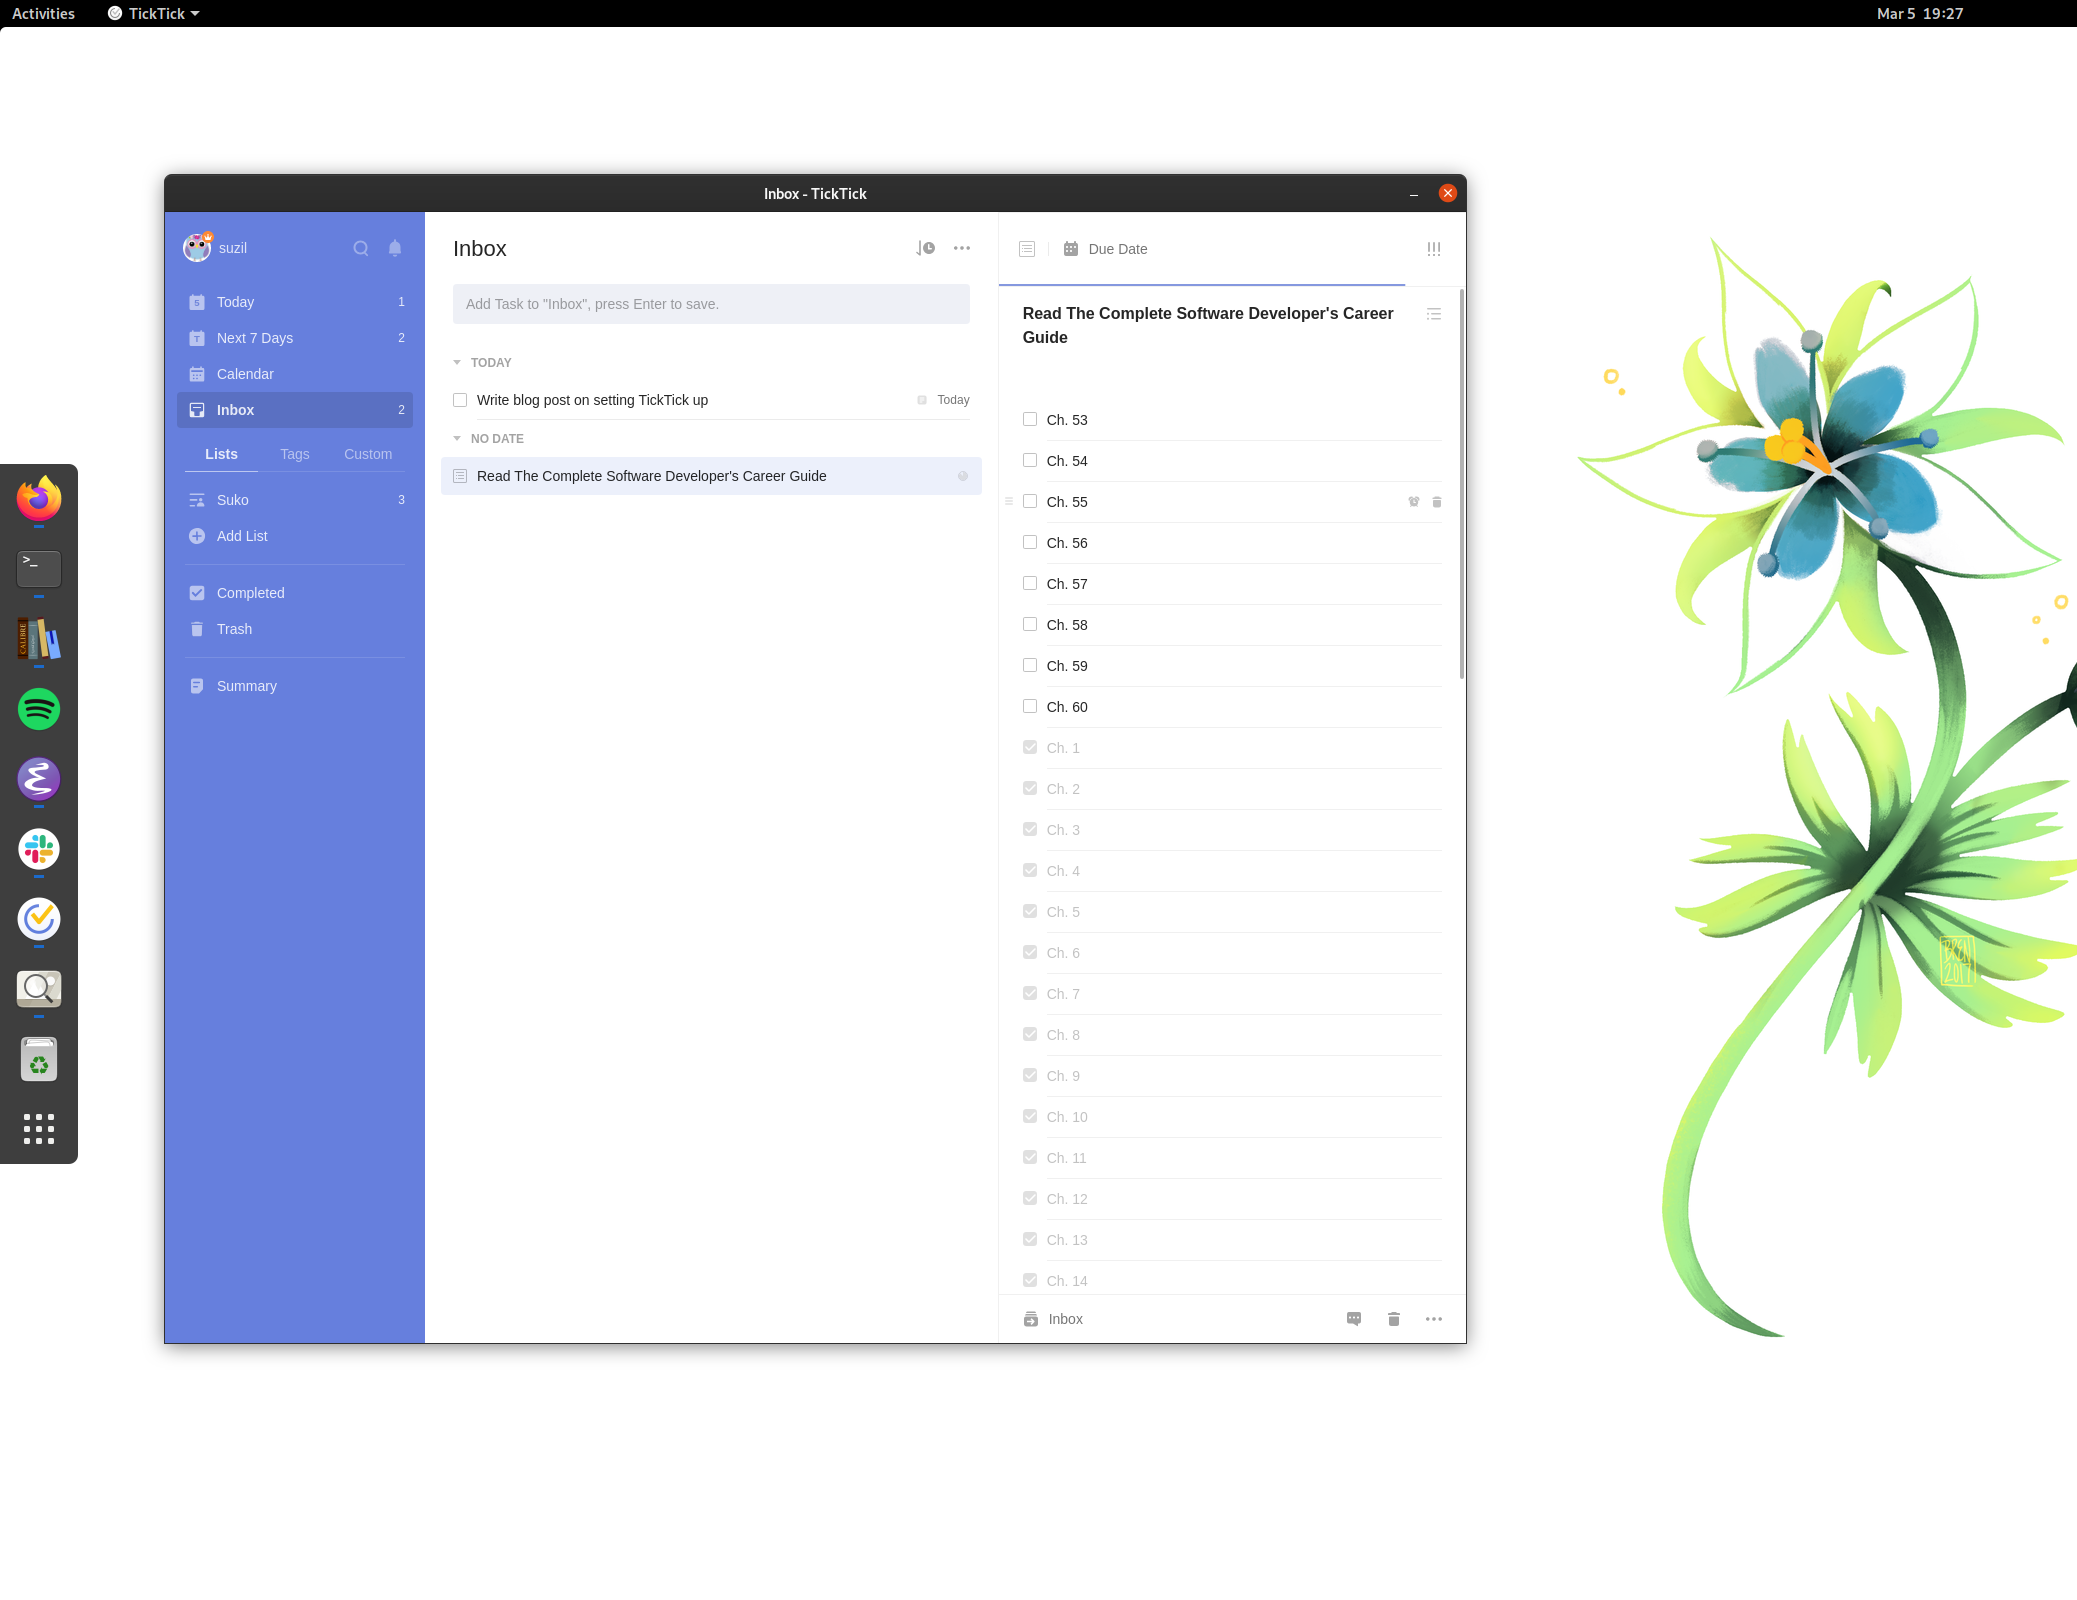 Activities
TickTick
Mar 5 19:27
Inbox - TickTick
suzil
Today 1
Next 7 Days 2
Calendar
Inbox 2
Lists Tags Custom
Suko 3
Add List
Completed
Trash
Summary
Inbox
Add Task to "Inbox", press Enter to save.
TODAY
Write blog post on setting TickTick up Today
NO DATE
Read The Complete Software Developer's Career Guide
Due Date
Read The Complete Software Developer's Career
Guide
Ch. 53
Ch. 54
Ch. 55
Ch. 56
Ch. 57
Ch. 58
Ch. 59
Ch. 60
Ch. 1
Ch. 2
Ch. 3
Ch. 4
Ch. 5
Ch. 6
Ch. 7
Ch. 8
Ch. 9
Ch. 10
Ch. 11
Ch. 12
Ch. 13
Ch. 14
Inbox
CALIBRE
BREN
2017